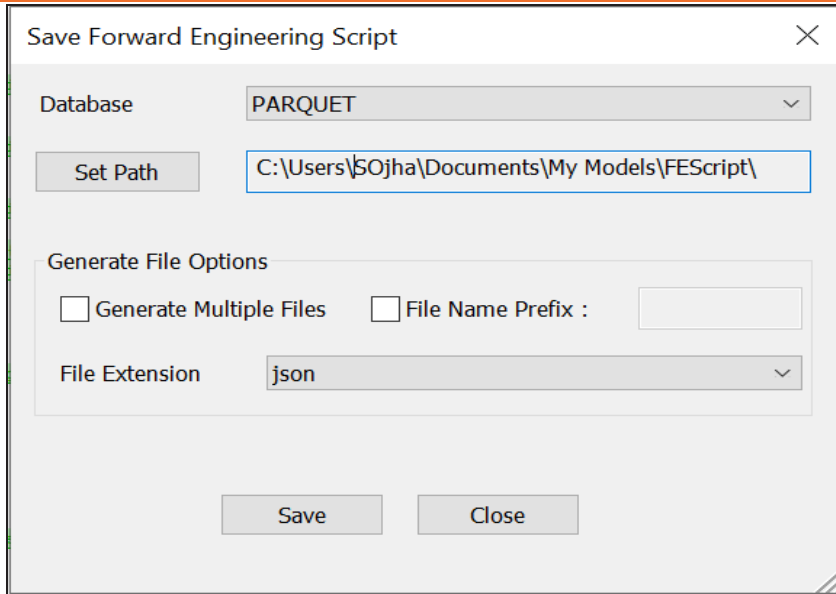 Save Forward Engineering Script
Database PARQUET
Set Path C:\Users\SOjha\Documents\My Models\FEScript\
Generate File Options
Generate Multiple Files File Name Prefix :
File Extension json
Save Close